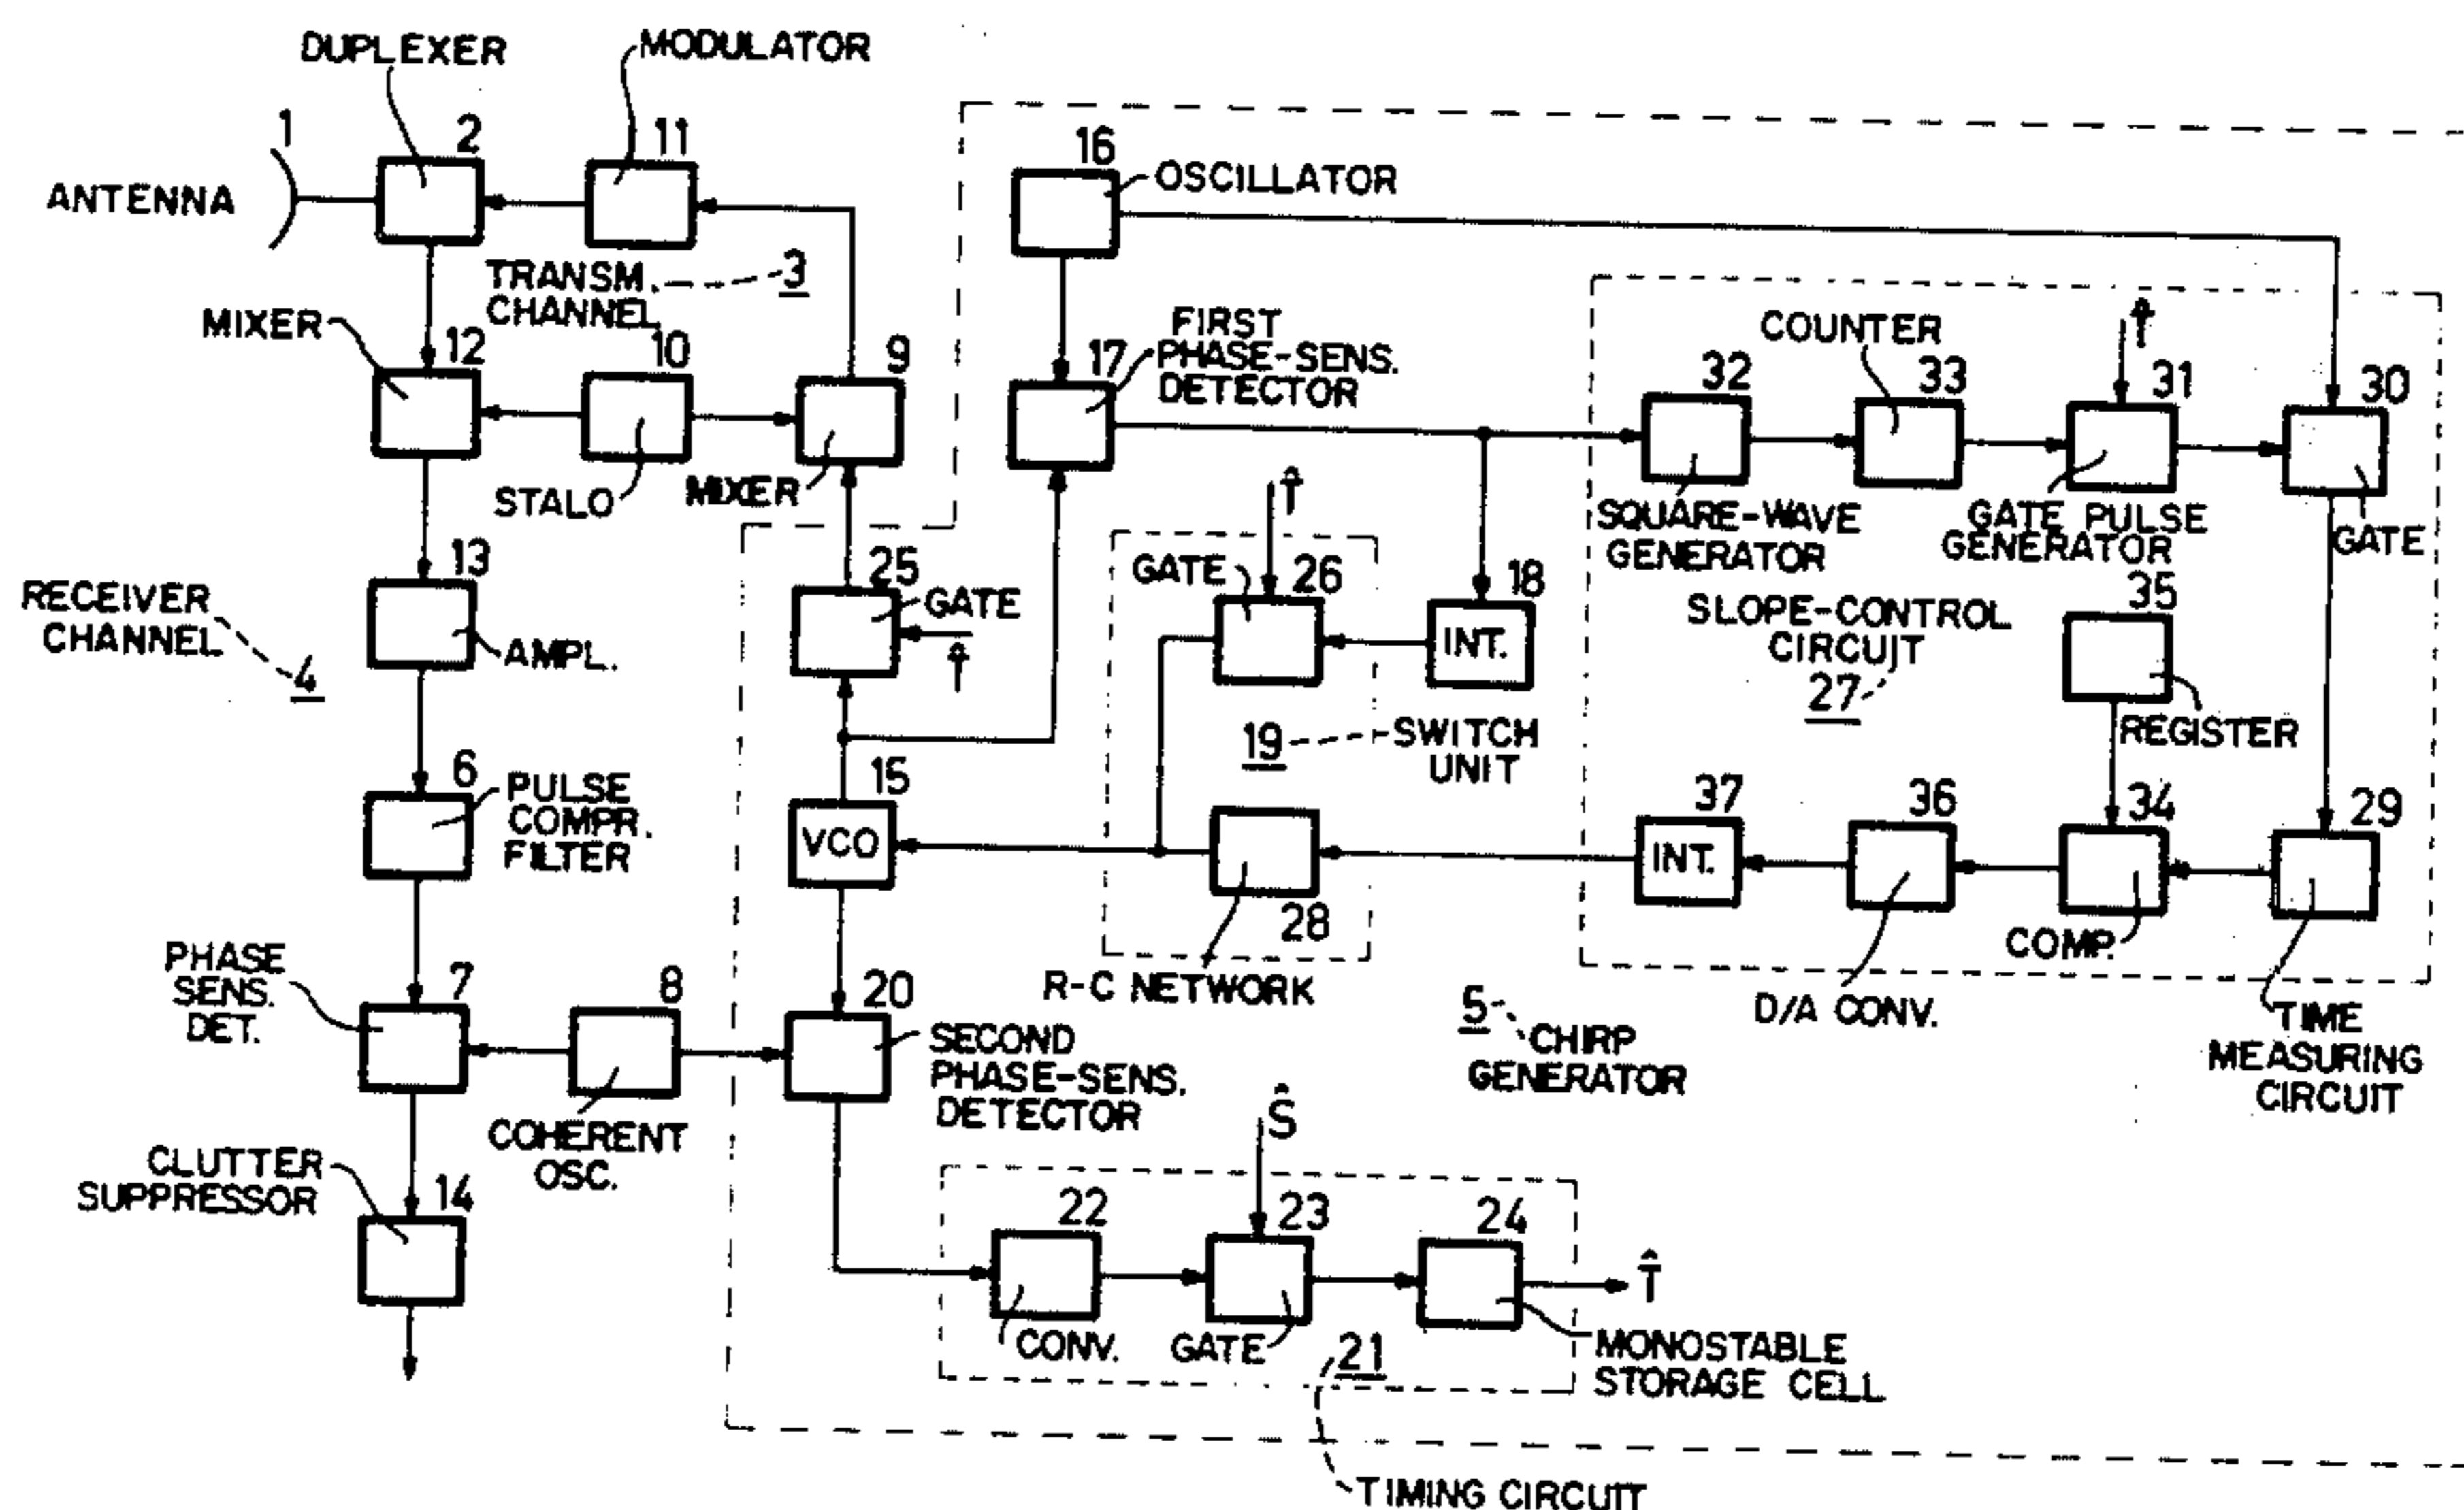 DUPLEXER
MODULATOR
1
2
11
16
ANTENNA
OSCILLATOR
TRANSM.
CHANNEL
3
MIXER
12
10
9
17
FIRST
PHASE-SENS.
DETECTOR
COUNTER
T̂
32
33
31
30
STALO
MIXER
T̂
SQUARE-WAVE
GENERATOR
GATE PULSE
GENERATOR
GATE
13
25
GATE
GATE
26
18
INT.
RECEIVER
CHANNEL
4
AMPL.
T̂
SLOPE-CONTROL
CIRCUIT
27
35
REGISTER
19
SWITCH
UNIT
6
PULSE
COMPR.
FILTER
15
VCO
28
37
INT.
36
34
29
R-C NETWORK
COMP.
D/A CONV.
TIME
MEASURING
CIRCUIT
PHASE
SENS.
DET.
7
8
20
SECOND
PHASE-SENS.
DETECTOR
5
CHIRP
GENERATOR
COHERENT
OSC.
Ŝ
CLUTTER
SUPPRESSOR
14
22
23
24
T̂
CONV.
GATE
21
MONOSTABLE
STORAGE CELL
TIMING CIRCUIT